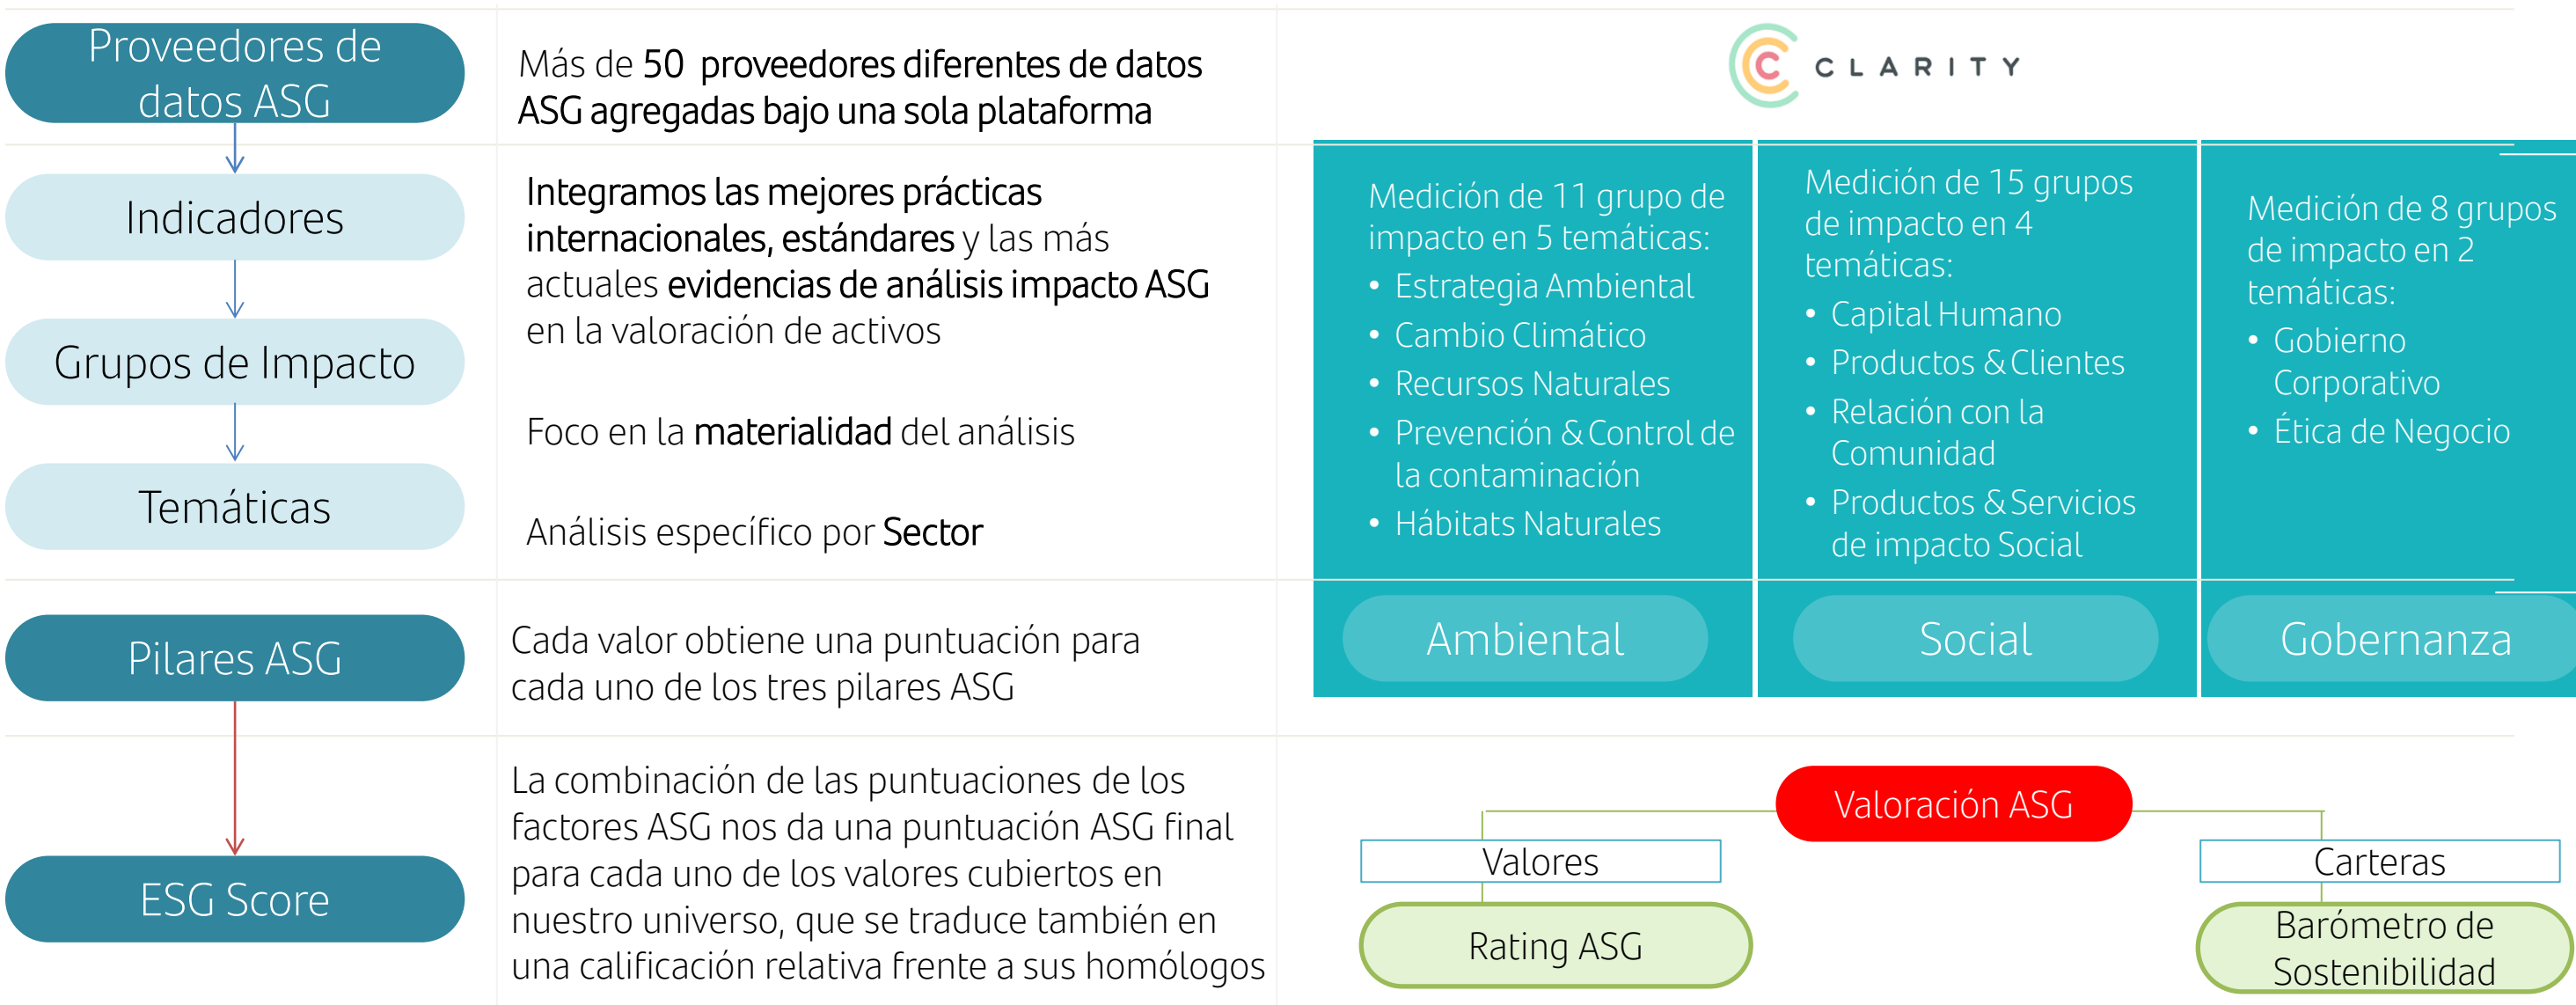 Proveedores de
datos ASG
Más de 50 proveedores diferentes de datos
ASG agregadas bajo una sola plataforma
CLARITY
Indicadores
Grupos de Impacto
Temáticas
Integramos las mejores prácticas
internacionales, estándares y las más
actuales evidencias de análisis impacto ASG
en la valoración de activos
Foco en la materialidad del análisis
Análisis específico por Sector
Medición de 11 grupo de
impacto en 5 temáticas:
• Estrategia Ambiental
• Cambio Climático
• Recursos Naturales
• Prevención & Control de
la contaminación
• Hábitats Naturales
Medición de 15 grupos
de impacto en 4
temáticas:
• Capital Humano
• Productos & Clientes
• Relación con la
Comunidad
• Productos & Servicios
de impacto Social
Medición de 8 grupos
de impacto en 2
temáticas:
• Gobierno
Corporativo
• Ética de Negocio
Pilares ASG
Cada valor obtiene una puntuación para
cada uno de los tres pilares ASG
Ambiental
Social
Gobernanza
ESG Score
La combinación de las puntuaciones de los
factores ASG nos da una puntuación ASG final
para cada uno de los valores cubiertos en
nuestro universo, que se traduce también en
una calificación relativa frente a sus homólogos
Valoración ASG
Valores
Carteras
Rating ASG
Barómetro de
Sostenibilidad